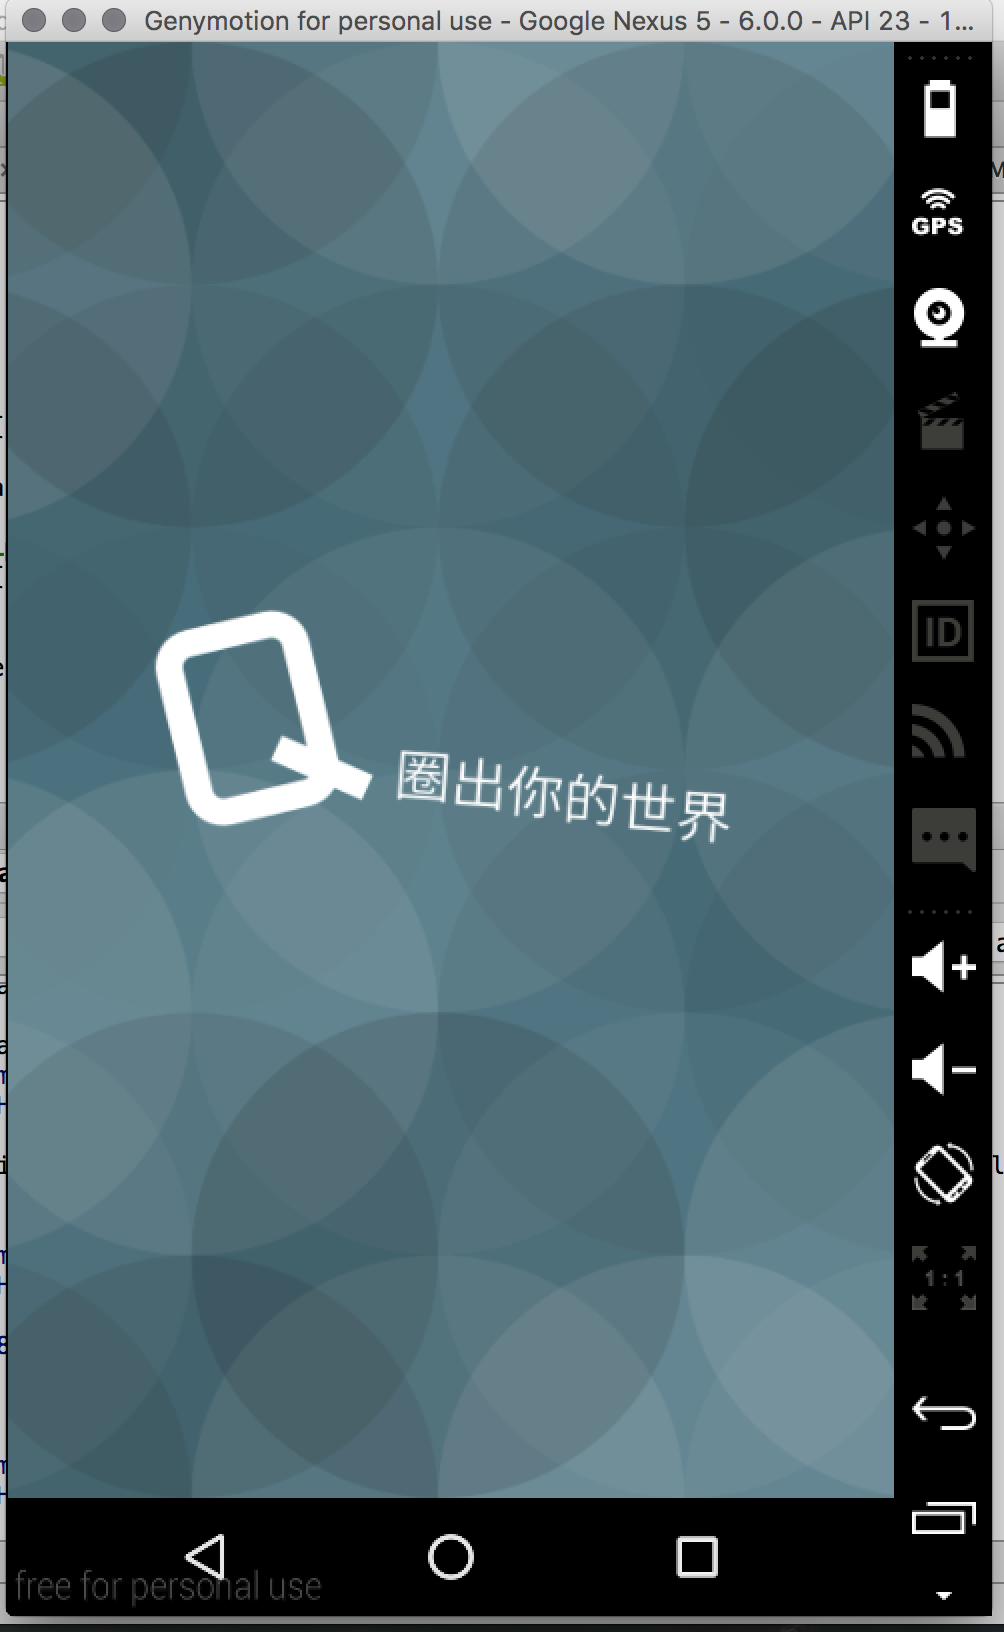 Genymotion for personal use - Google Nexus 5 - 6.0.0 - API 23 - 1...
GPS
ID
Q
圈出你的世界
1:1
free for personal use